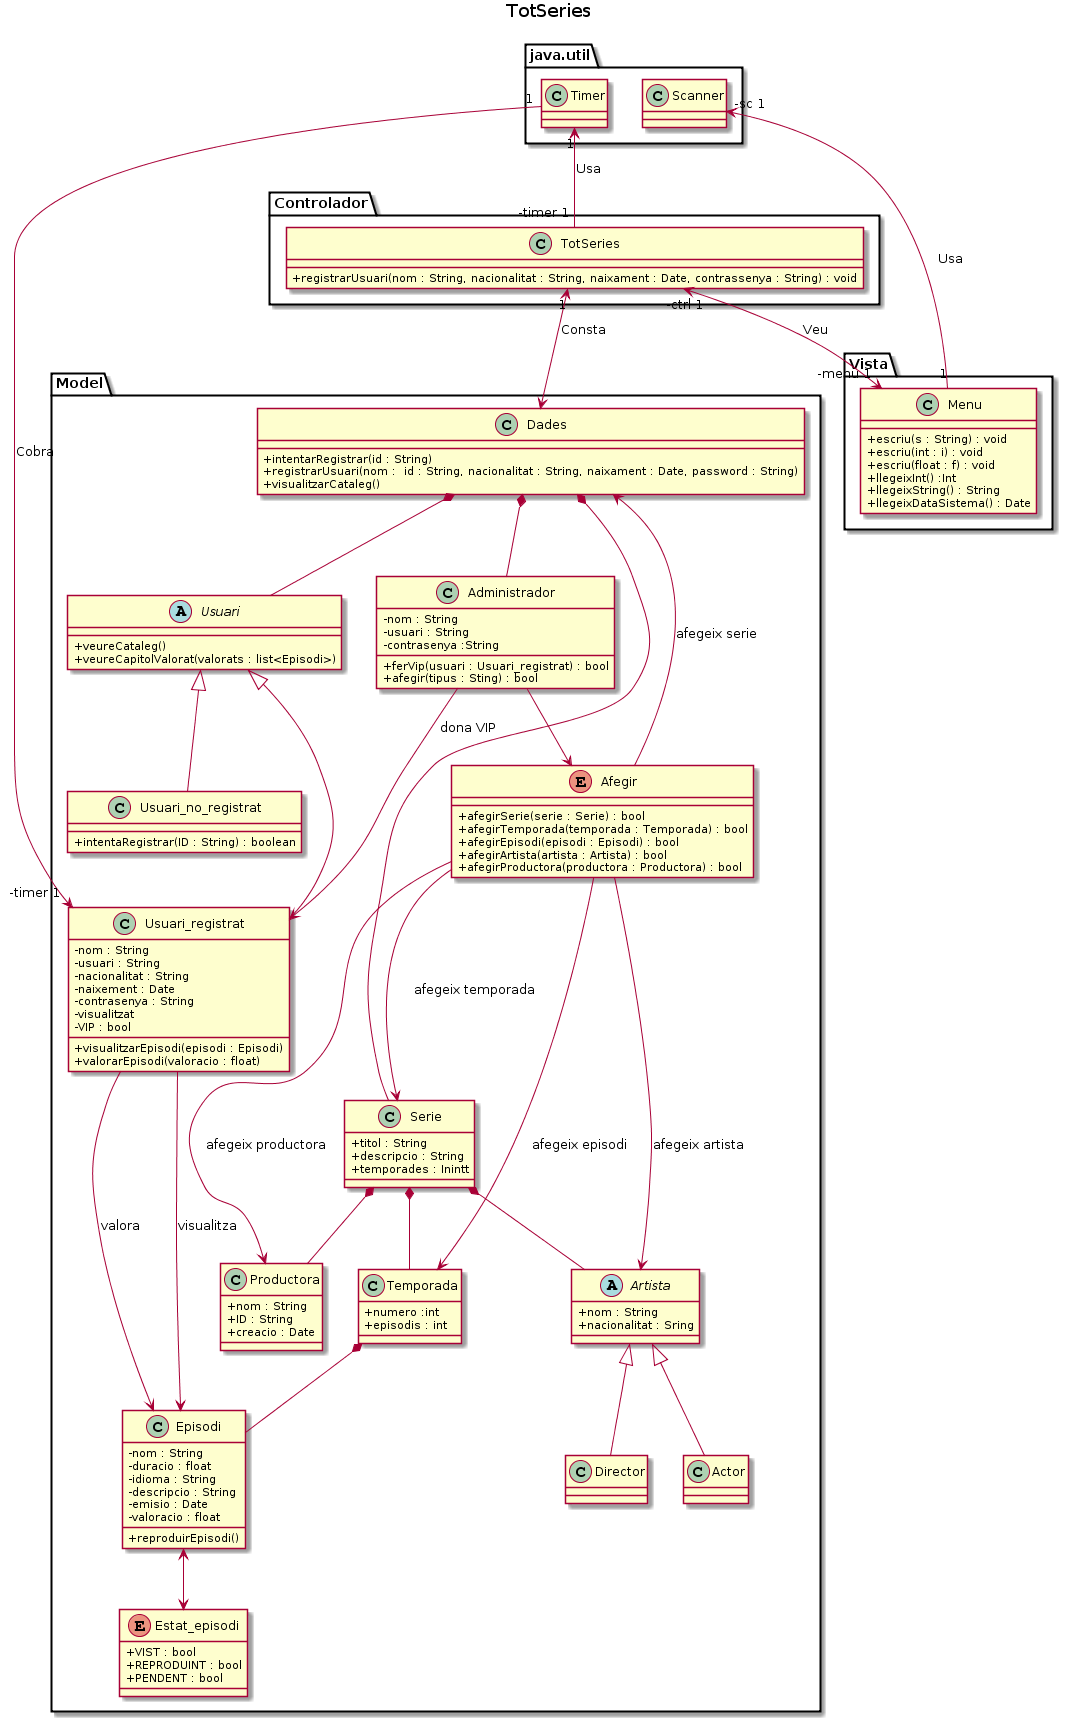 TotSeries
java.util
C Timer
C Scanner
1
-sc 1
1
Usa
Controlador
-timer 1
C TotSeries
+registrarUsuari(nom : String, nacionalitat : String, naixament : Date, contrassenya : String) : void
Usa
1
-ctrl 1
Consta
Veu
Vista
-menu 1
1
Model
C Menu
+escriu(s : String) : void
+escriu(int : i) : void
+escriu(float : f) : void
+llegeixInt() :Int
+llegeixString() : String
+llegeixDataSistema() : Date
C Dades
+intentarRegistrar(id : String)
+registrarUsuari(nom :  id : String, nacionalitat : String, naixament : Date, password : String)
+visualitzarCataleg()
Cobra
A Usuari
+veureCataleg()
+veureCapitolValorat(valorats : list<Episodi>)
C Administrador
-nom : String
-usuari : String
-contrasenya :String
+ferVip(usuari : Usuari_registrat) : bool
+afegir(tipus : Sting) : bool
afegeix serie
dona VIP
C Usuari_no_registrat
+intentaRegistrar(ID : String) : boolean
E Afegir
+afegirSerie(serie : Serie) : bool
+afegirTemporada(temporada : Temporada) : bool
+afegirEpisodi(episodi : Episodi) : bool
+afegirArtista(artista : Artista) : bool
+afegirProductora(productora : Productora) : bool
-timer 1
C Usuari_registrat
-nom : String
-usuari : String
-nacionalitat : String
-naixement : Date
-contrasenya : String
-visualitzat
-VIP : bool
+visualitzarEpisodi(episodi : Episodi)
+valorarEpisodi(valoracio : float)
afegeix temporada
C Serie
+titol : String
+descripcio : String
+temporades : Inintt
afegeix productora
afegeix episodi
afegeix artista
valora
visualitza
C Productora
+nom : String
+ID : String
+creacio : Date
C Temporada
+numero :int
+episodis : int
A Artista
+nom : String
+nacionalitat : Sring
C Episodi
-nom : String
-duracio : float
-idioma : String
-descripcio : String
-emisio : Date
-valoracio : float
+reproduirEpisodi()
C Director
C Actor
E Estat_episodi
+VIST : bool
+REPRODUINT : bool
+PENDENT : bool